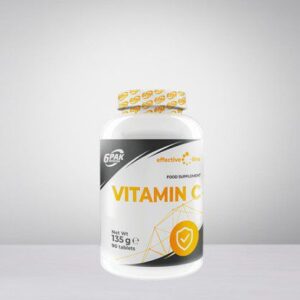 6PAK
effective
FOOD SUPPLEMENT
VITAMIN C
Net Wt
135 g ℮
90 tablets